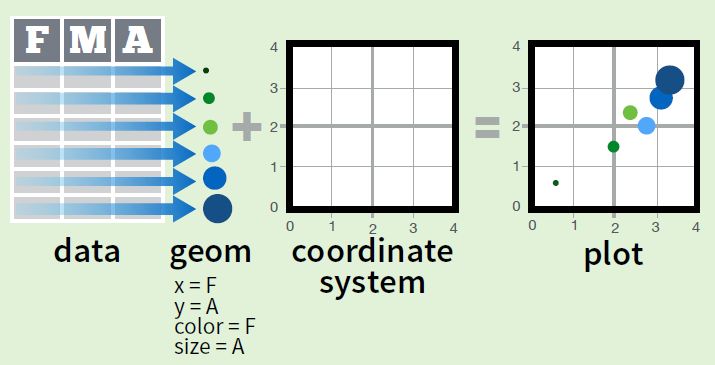 F M A
+ =
4
3
2
1
0
0 1 2 3 4
4
3
2
1
0
0 1 2 3 4
data
geom
coordinate
system
plot
x = F
y = A
color = F
size = A